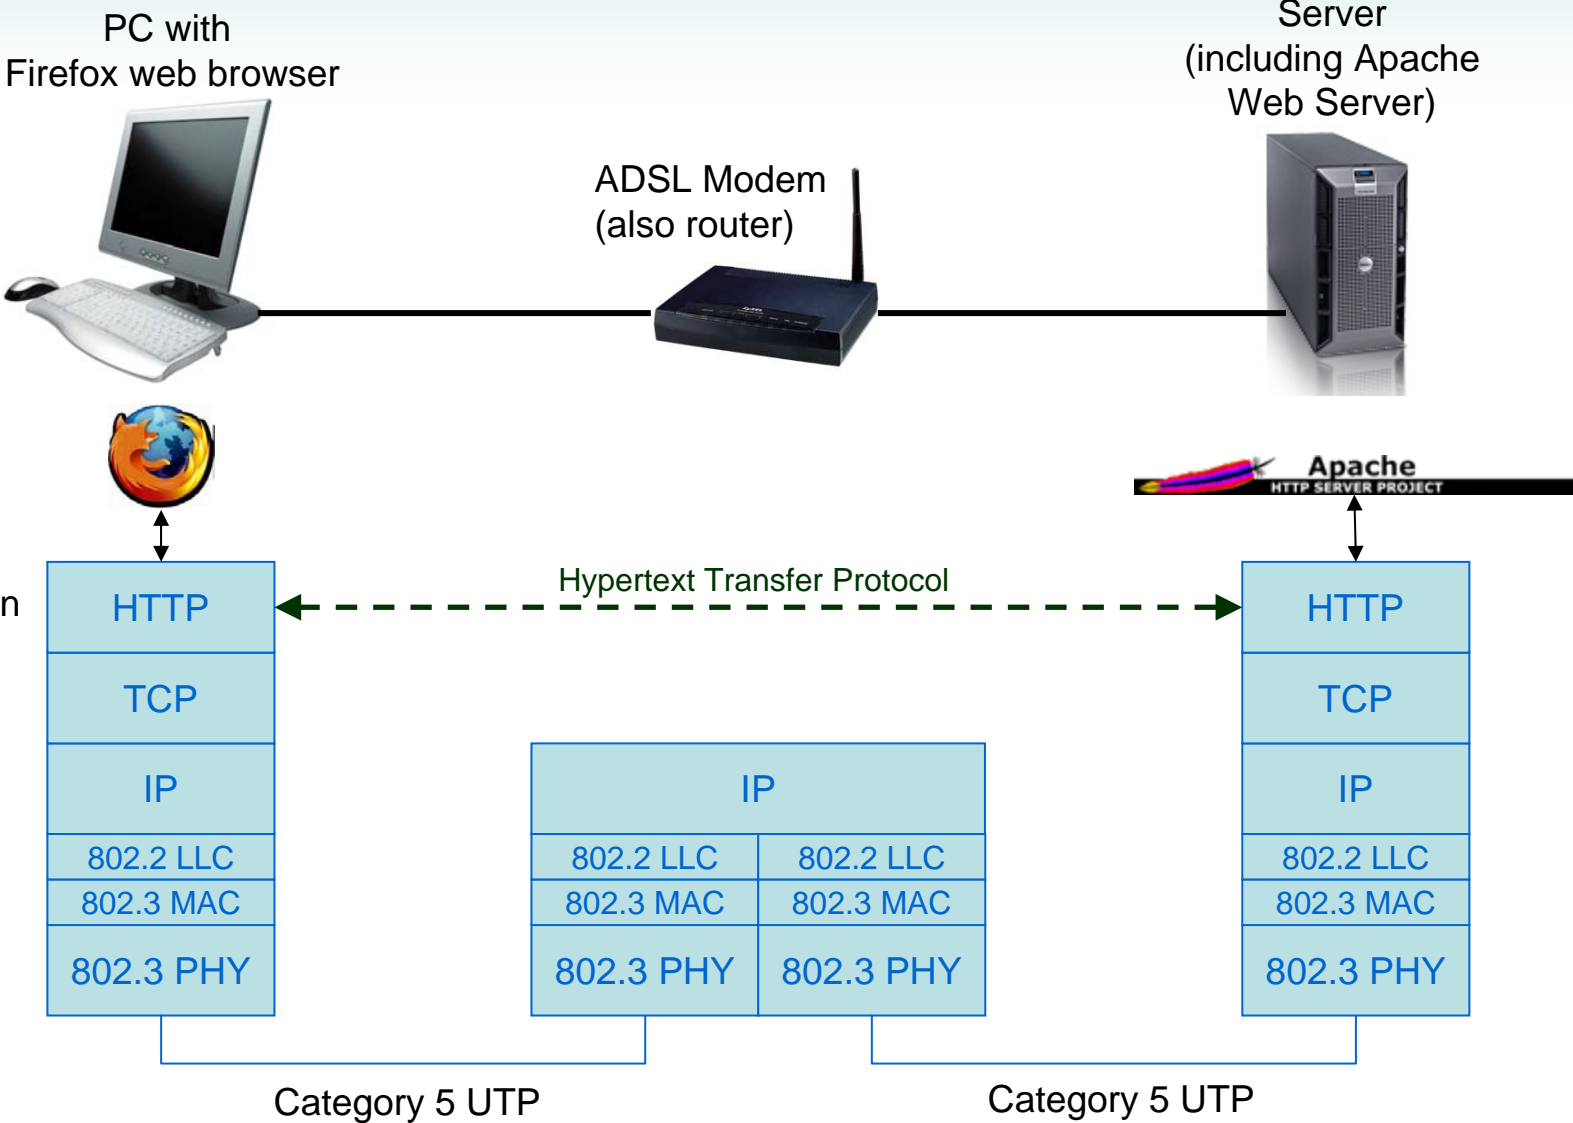 PC with
Firefox web browser
Server
(including Apache
Web Server)
ADSL Modem
(also router)
Apache
HTTP SERVER PROJECT
n
HTTP
Hypertext Transfer Protocol
HTTP
TCP
TCP
IP
IP
IP
802.2 LLC
802.2 LLC
802.2 LLC
802.2 LLC
802.3 MAC
802.3 MAC
802.3 MAC
802.3 MAC
802.3 PHY
802.3 PHY
802.3 PHY
802.3 PHY
Category 5 UTP
Category 5 UTP